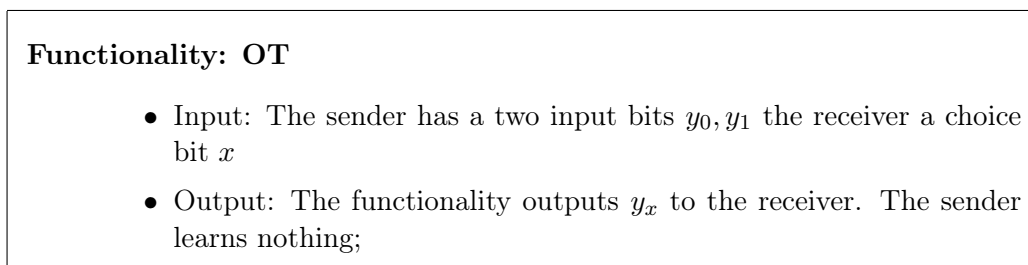 Functionality: OT
• Input: The sender has a two input bits y₀, y₁ the receiver a choice
bit x
• Output: The functionality outputs yₓ to the receiver. The sender
learns nothing;